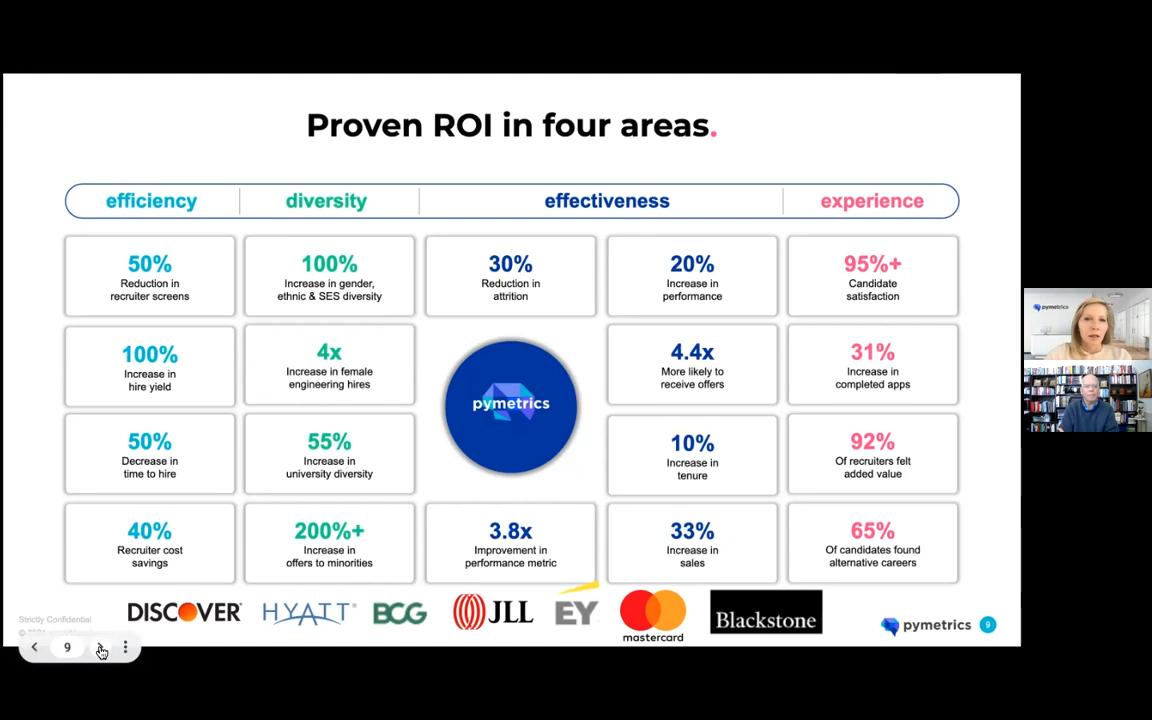 Proven ROI in four areas.
efficiency
diversity
effectiveness
experience
50%
Reduction in
recruiter screens
100%
Increase in gender,
ethnic & SES diversity
30%
Reduction in
attrition
20%
Increase in
performance
95%+
Candidate
satisfaction
100%
Increase in
hire yield
4x
Increase in female
engineering hires
pymetrics
4.4x
More likely to
receive offers
31%
Increase in
completed apps
50%
Decrease in
time to hire
55%
Increase in
university diversity
10%
Increase in
tenure
92%
Of recruiters felt
added value
40%
Recruiter cost
savings
200%+
Increase in
offers to minorities
3.8x
Improvement in
performance metric
33%
Increase in
sales
65%
Of candidates found
alternative careers
DISCOVER
HYATT
BCG
JLL
EY
mastercard
Blackstone
Strictly Confidential
pymetrics
9
9
pymetrics